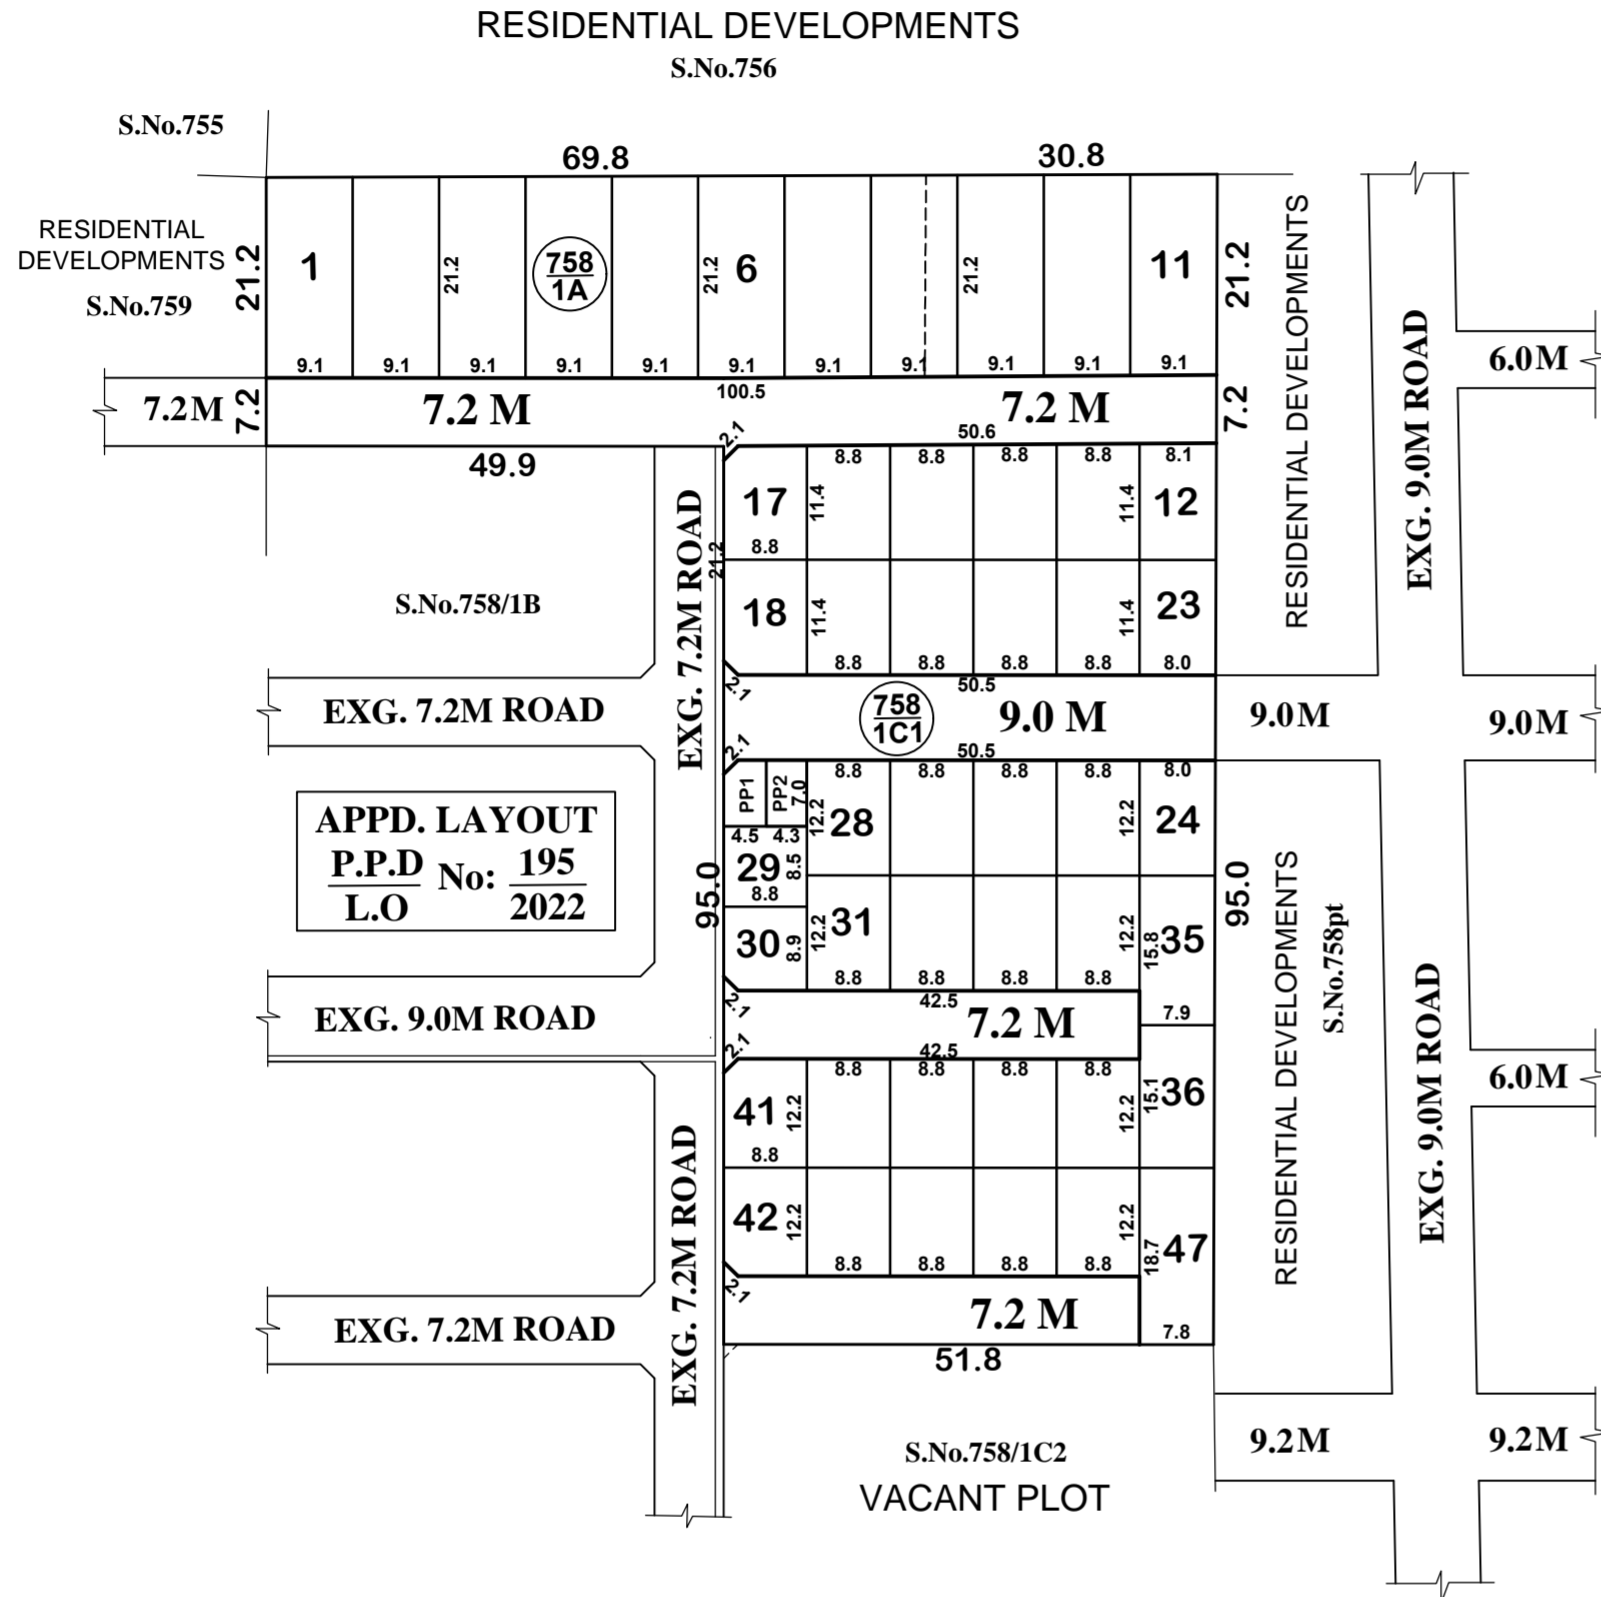 RESIDENTIAL DEVELOPMENTS
S.No.756
S.No.755
69.8
30.8
RESIDENTIAL
DEVELOPMENTS
S.No.759
21.2
1
21.2
758
1A
21.2
6
21.2
11
21.2
9.1 9.1 9.1 9.1 9.1 9.1 9.1 9.1 9.1 9.1 9.1
100.5
7.2M
7.2
7.2 M
7.2 M
7.2
RESIDENTIAL DEVELOPMENTS
EXG. 9.0M ROAD
6.0M
49.9
2.1
50.6
8.8 8.8 8.8 8.8 8.1
17
11.4
11.4
12
8.8
21.2
EXG. 7.2M ROAD
S.No.758/1B
18
11.4
11.4
23
8.8 8.8 8.8 8.8 8.0
2.1
50.5
EXG. 7.2M ROAD
758
1C1
9.0 M
9.0M
9.0M
2.1
50.5
8.8 8.8 8.8 8.8 8.0
PP1
PP2
7.0
12.2
28
12.2
24
4.5 4.3
APPD. LAYOUT
P.P.D
L.O
No:
195
2022
29
8.5
8.8
95.0
95.0
30
8.9
12.2
31
12.2
15.8
35
8.8 8.8 8.8 8.8
RESIDENTIAL DEVELOPMENTS
S.No.758pt
EXG. 9.0M ROAD
2.1
42.5
7.9
EXG. 9.0M ROAD
7.2 M
2.1
42.5
8.8 8.8 8.8 8.8
6.0M
41
12.2
12.2
15.1
36
8.8
EXG. 7.2M ROAD
42
12.2
12.2
18.7
47
8.8 8.8 8.8 8.8
2.1
EXG. 7.2M ROAD
7.2 M
7.8
51.8
S.No.758/1C2
VACANT PLOT
9.2M
9.2M